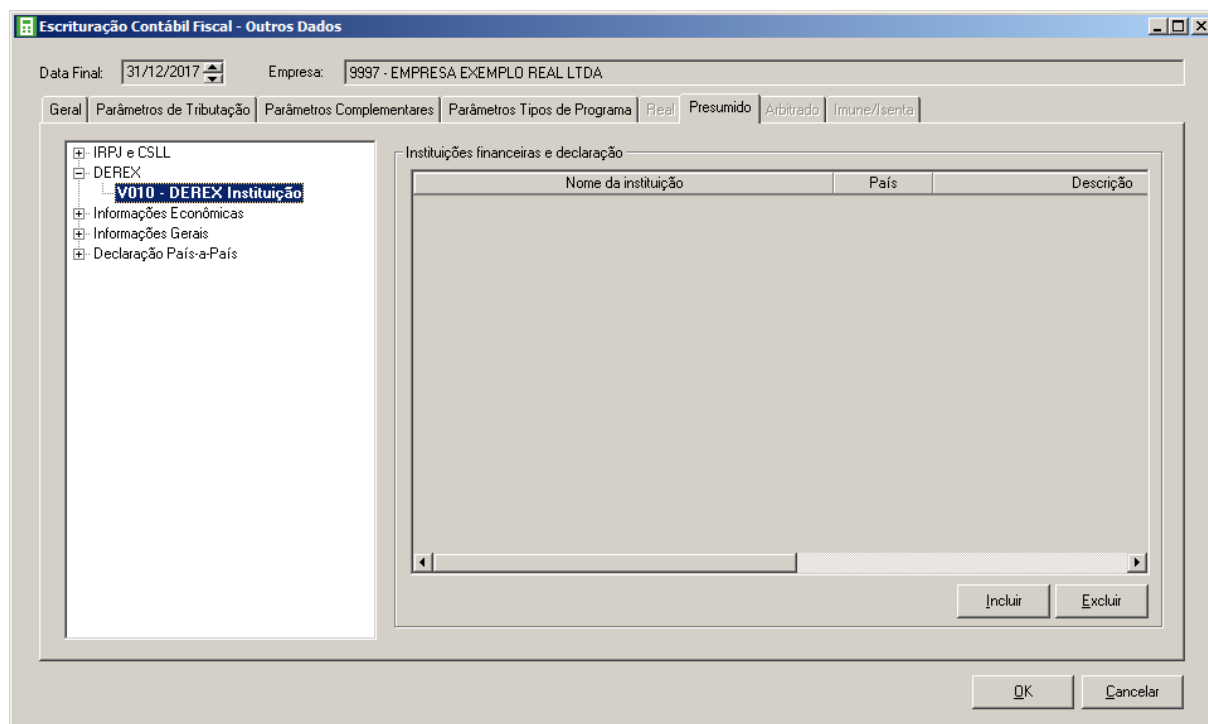 Escrituração Contábil Fiscal - Outros Dados
Data Final: 31/12/2017 Empresa: 9997 - EMPRESA EXEMPLO REAL LTDA
Geral Parâmetros de Tributação Parâmetros Complementares Parâmetros Tipos de Programa Real Presumido Arbitrado Imune/Isenta
IRPJ e CSLL
DEREX
V010 - DEREX Instituição
Informações Econômicas
Informações Gerais
Declaração País-a-País
Instituições financeiras e declaração
Nome da instituição País Descrição
Incluir Excluir
OK Cancelar